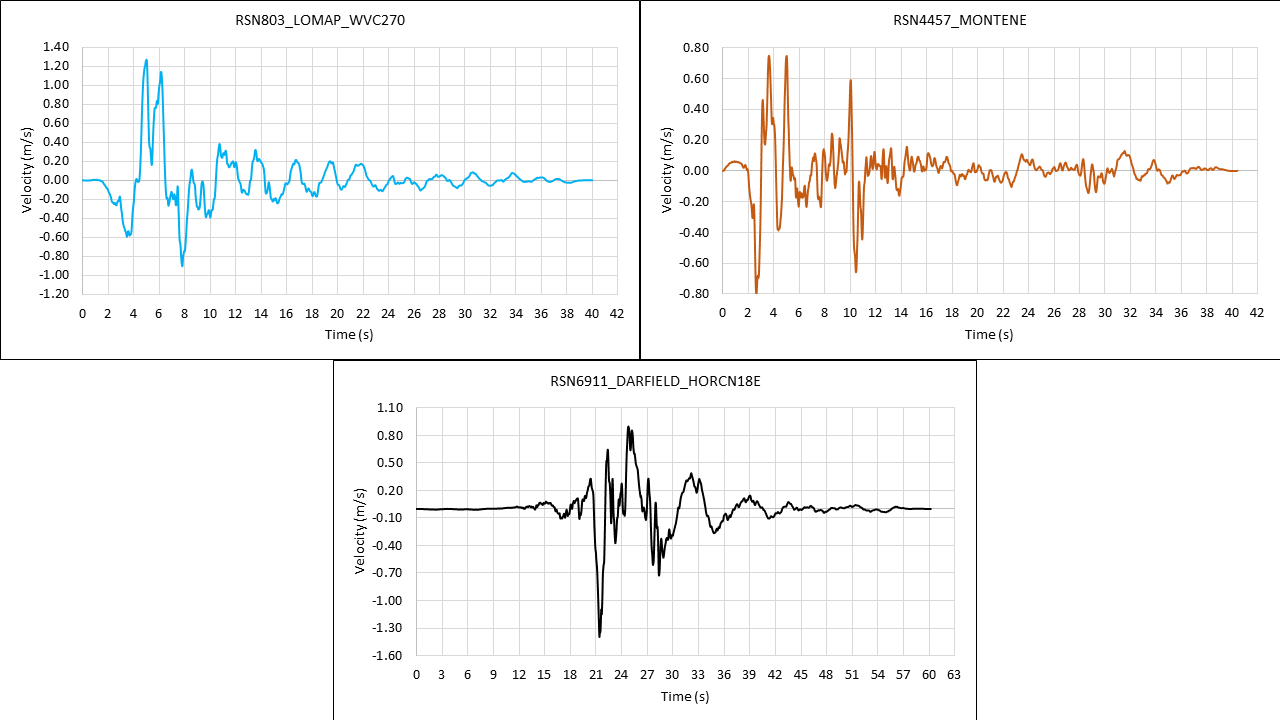 RSN803_LOMAP_WVC270
1.40
1.20
1.00
0.80
0.60
0.40
0.20
0.00
-0.20
-0.40
-0.60
-0.80
-1.00
-1.20
Velocity (m/s)
0 2 4 6 8 10 12 14 16 18 20 22 24 26 28 30 32 34 36 38 40 42
Time (s)
RSN4457_MONTENE
0.80
0.60
0.40
0.20
0.00
-0.20
-0.40
-0.60
-0.80
Velocity (m/s)
0 2 4 6 8 10 12 14 16 18 20 22 24 26 28 30 32 34 36 38 40 42
Time (s)
RSN6911_DARFIELD_HORCN18E
1.10
0.80
0.50
0.20
-0.10
-0.40
-0.70
-1.00
-1.30
-1.60
Velocity (m/s)
0 3 6 9 12 15 18 21 24 27 30 33 36 39 42 45 48 51 54 57 60 63
Time (s)